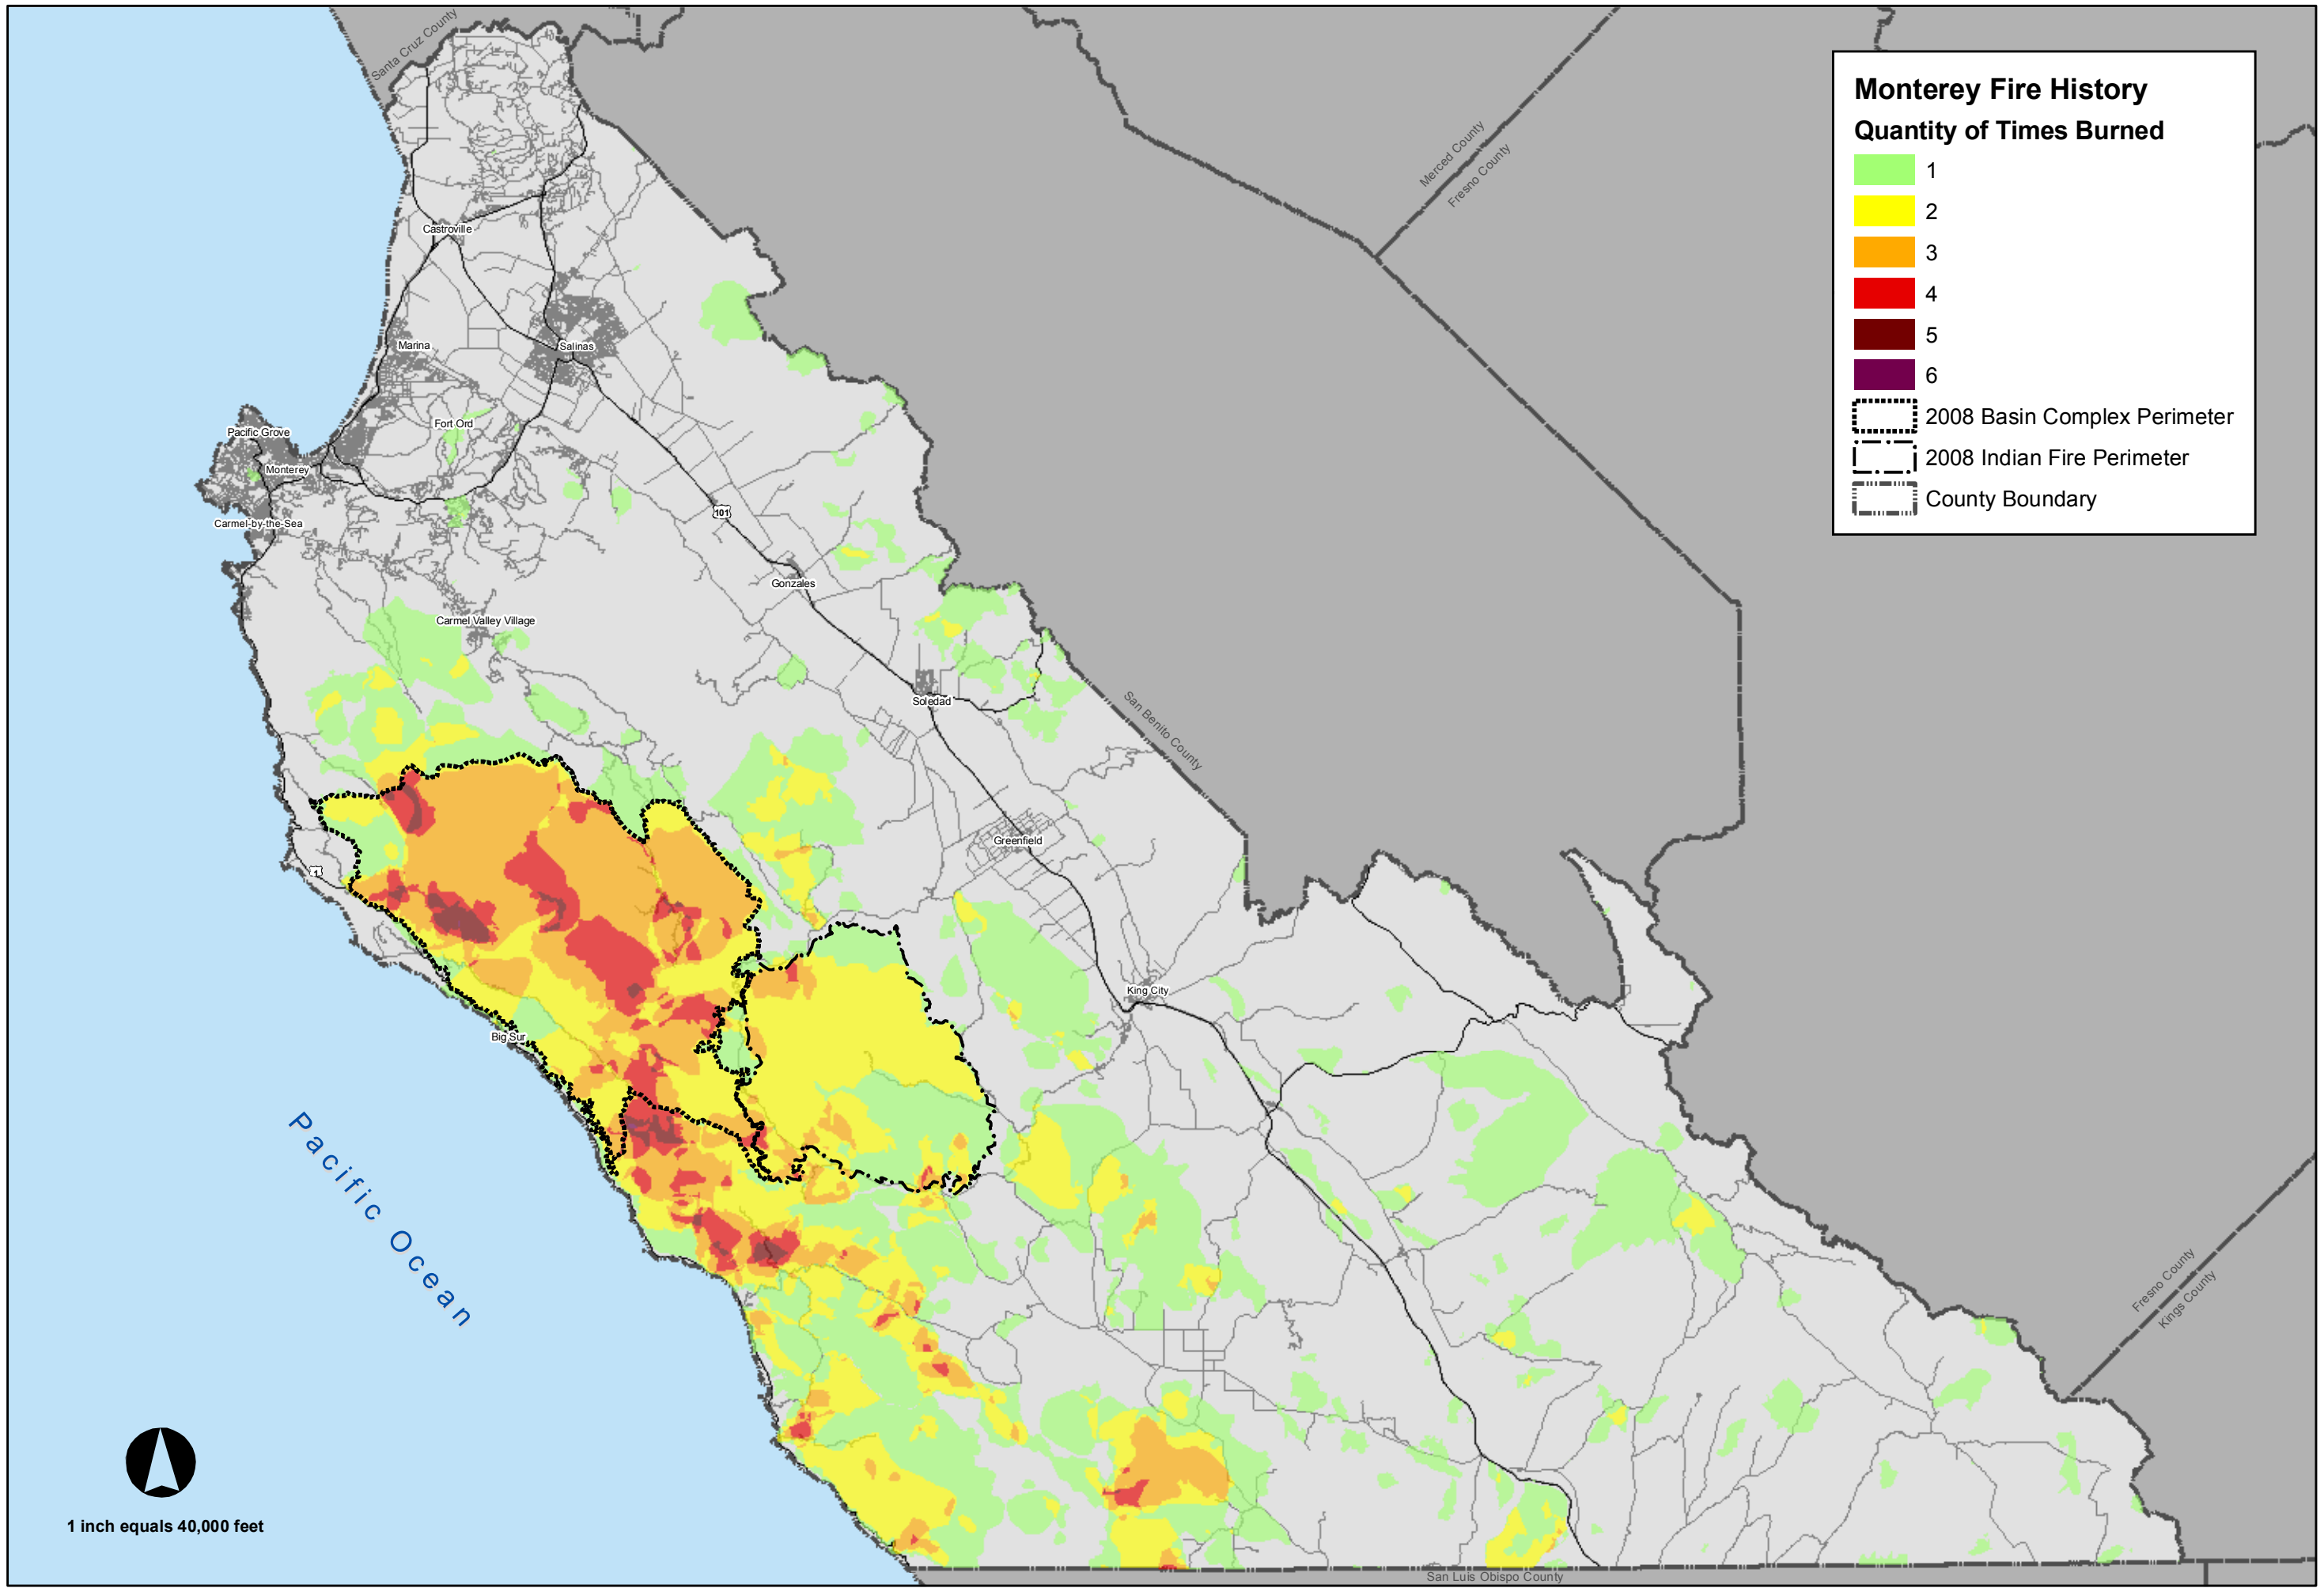 Santa Cruz County
Merced County
Fresno County
Monterey Fire History
Quantity of Times Burned
1
2
3
4
5
6
2008 Basin Complex Perimeter
2008 Indian Fire Perimeter
County Boundary
Castroville
Marina
Salinas
Fort Ord
Pacific Grove
Monterey
Carmel-by-the-Sea
101
Gonzales
Carmel Valley Village
Soledad
San Benito County
Greenfield
1
King City
Big Sur
Pacific Ocean
Fresno County
Kings County
1 inch equals 40,000 feet
San Luis Obispo County